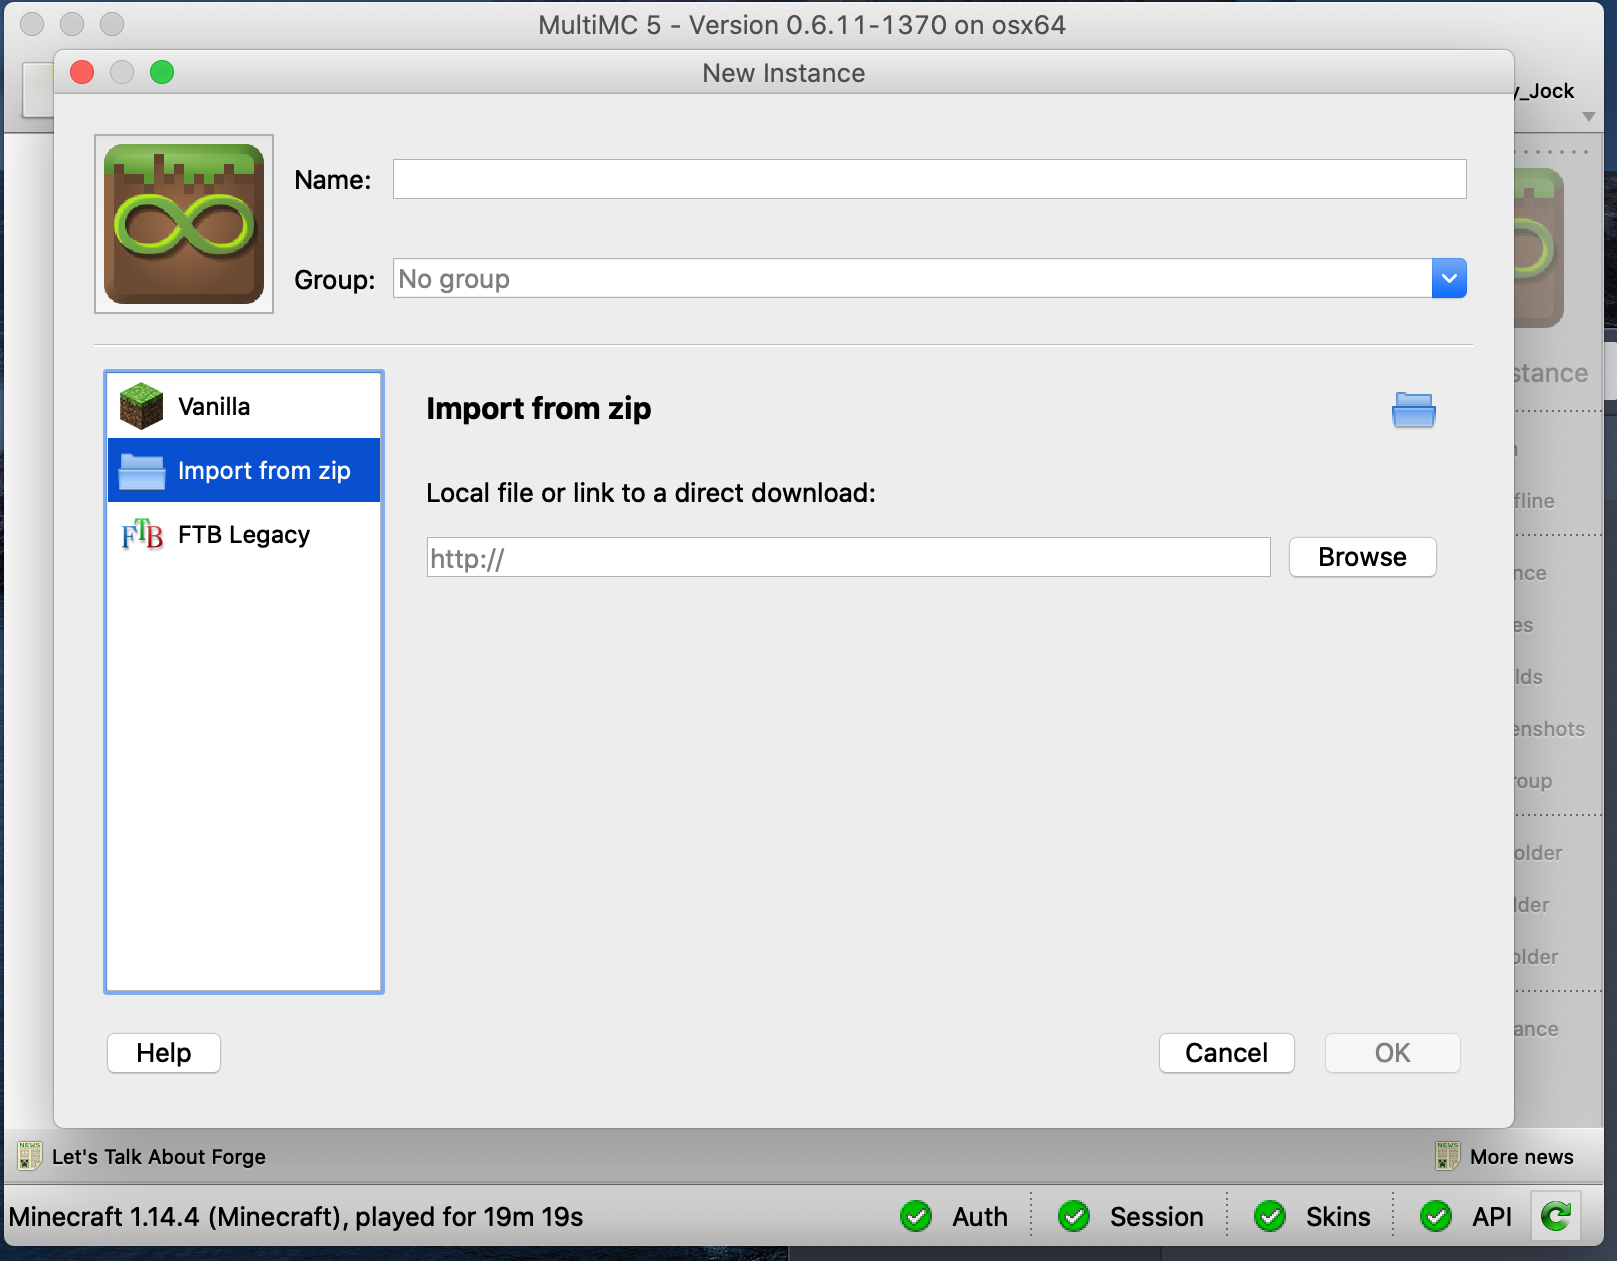 MultiMC 5 - Version 0.6.11-1370 on osx64
New Instance
y_Jock
Name:
Group: No group
stance
Vanilla
Import from zip
FTB Legacy
Import from zip
Local file or link to a direct download:
http://
Browse
fline
nce
es
lds
enshots
roup
older
lder
older
ance
Help
Cancel
OK
Let's Talk About Forge
More news
Minecraft 1.14.4 (Minecraft), played for 19m 19s
Auth
Session
Skins
API